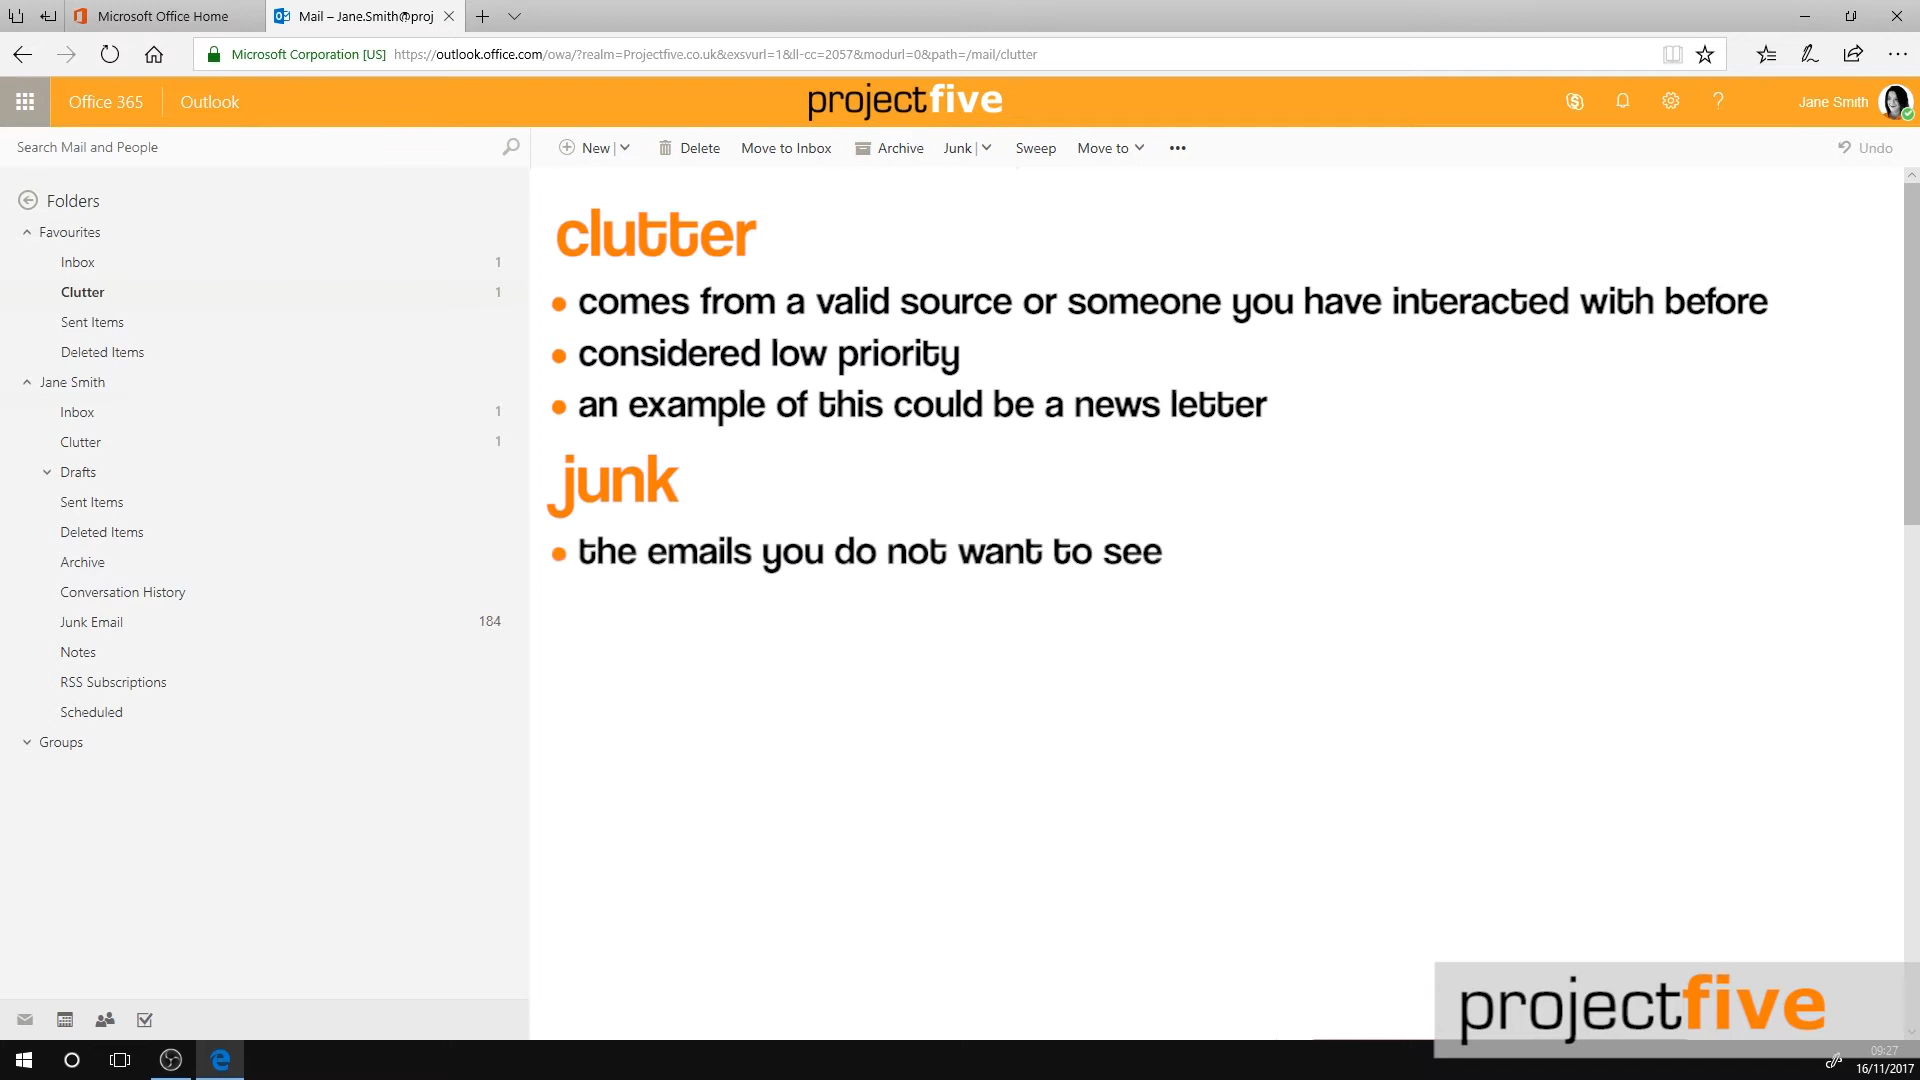 Microsoft Office Home
Mail – Jane.Smith@proj
Microsoft Corporation [US] https://outlook.office.com/owa/?realm=Projectfive.co.uk&exsvurl=1&ll-cc=2057&modurl=0&path=/mail/clutter
Office 365 Outlook
projectfive
Jane Smith
Search Mail and People
New Delete Move to Inbox Archive Junk Sweep Move to Undo
Folders
Favourites
Inbox 1
Clutter 1
Sent Items
Deleted Items
Jane Smith
Inbox 1
Clutter 1
Drafts
Sent Items
Deleted Items
Archive
Conversation History
Junk Email 184
Notes
RSS Subscriptions
Scheduled
Groups
clutter
• comes from a valid source or someone you have interacted with before
• considered low priority
• an example of this could be a news letter
junk
• the emails you do not want to see
projectfive
09:27
16/11/2017